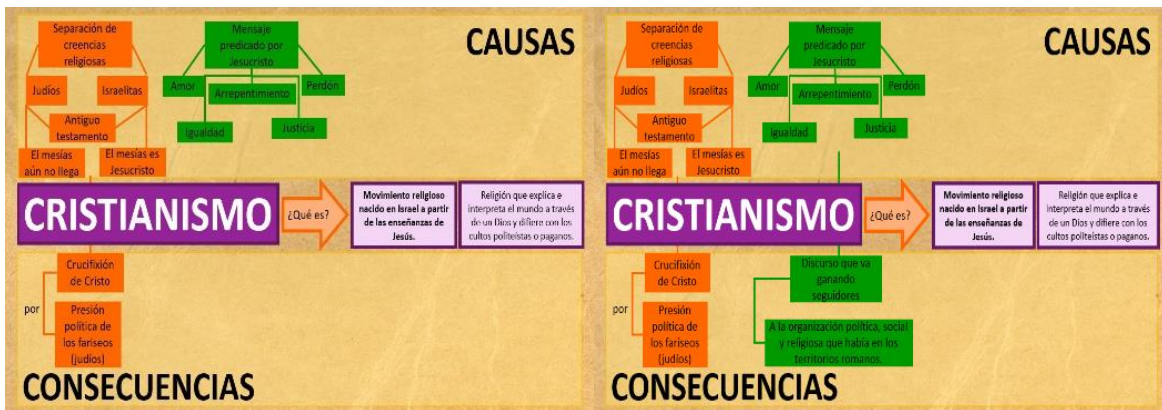 Separación de
creencias
religiosas
Mensaje
predicado por
Jesucristo
CAUSAS
Judíos
Israelitas
Amor
Arrepentimiento
Perdón
Antiguo
testamento
Igualdad
Justicia
El mesías
aún no llega
El mesías es
Jesucristo
CRISTIANISMO
¿Qué es?
Movimiento religioso
nacido en Israel a partir
de las enseñanzas de
Jesús.
Religión que explica e
interpreta el mundo a través
de un Dios y difiere con los
cultos politeístas o paganos.
Crucifixión
de Cristo
por
Presión
política de
los fariseos
(judíos)
CONSECUENCIAS
Separación de
creencias
religiosas
Mensaje
predicado por
Jesucristo
CAUSAS
Judíos
Israelitas
Amor
Arrepentimiento
Perdón
Antiguo
testamento
Igualdad
Justicia
El mesías
aún no llega
El mesías es
Jesucristo
CRISTIANISMO
¿Qué es?
Movimiento religioso
nacido en Israel a partir
de las enseñanzas de
Jesús.
Religión que explica e
interpreta el mundo a través
de un Dios y difiere con los
cultos politeístas o paganos.
Crucifixión
de Cristo
por
Presión
política de
los fariseos
(judíos)
Discurso que va
ganando
seguidores
A la organización política, social
y religiosa que había en los
territorios romanos.
CONSECUENCIAS